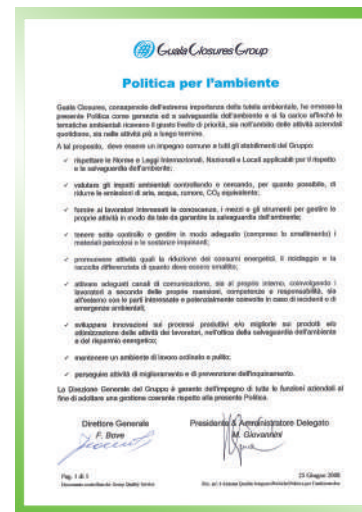 Guala Closures Group
Politica per l'ambiente
Guala Closures, consapevole dell'estrema importanza della tutela ambientale, ha emesso la
presente Politica come garanzia ed a salvaguardia dell'ambiente e si fa carico affinché le
tematiche ambientali ricevano il giusto livello di priorità, sia nell'ambito delle attività aziendali
quotidiane, sia nelle attività più a lungo termine.
A tal proposito, deve essere un impegno comune a tutti gli stabilimenti del Gruppo:
✓ rispettare le Norme e Leggi Internazionali, Nazionali e Locali applicabili per il rispetto
e la salvaguardia dell'ambiente;
✓ valutare gli impatti ambientali controllando e cercando, per quanto possibile, di
ridurre le emissioni di aria, acqua, rumore, CO₂ equivalente;
✓ fornire ai lavoratori interessati le conoscenze, i mezzi e gli strumenti per gestire le
proprie attività in modo da tale da garantire la salvaguardia dell'ambiente;
✓ tenere sotto controllo e gestire in modo adeguato (compreso lo smaltimento) i
materiali pericolosi e le sostanze inquinanti;
✓ promuovere attività quali la riduzione dei consumi energetici, il riciclaggio e la
raccolta differenziata di quanto deve essere smaltito;
✓ attivare adeguati canali di comunicazione, sia al proprio interno, coinvolgendo i
lavoratori a seconda delle proprie mansioni, competenze e responsabilità, sia
all'esterno con le parti interessate e potenzialmente coinvolte in caso di incidenti e di
emergenze ambientali;
✓ sviluppare innovazioni sui processi produttivi e/o migliorie sui prodotti e/o
ottimizzazione delle attività dei lavoratori, nell'ottica della salvaguardia dell'ambiente
e del risparmio energetico;
✓ mantenere un ambiente di lavoro ordinato e pulito;
✓ perseguire attività di miglioramento e di prevenzione dell'inquinamento.
La Direzione Generale del Gruppo è garante dell'impegno di tutte le funzioni aziendali al
fine di adottare una gestione coerente rispetto alla presente Politica.
Direttore Generale
F. Bove
Presidente & Amministratore Delegato
M. Giovannini
Pag. 1 di 1
23 Giugno 2008
Documento controllato da: Group Quality Service